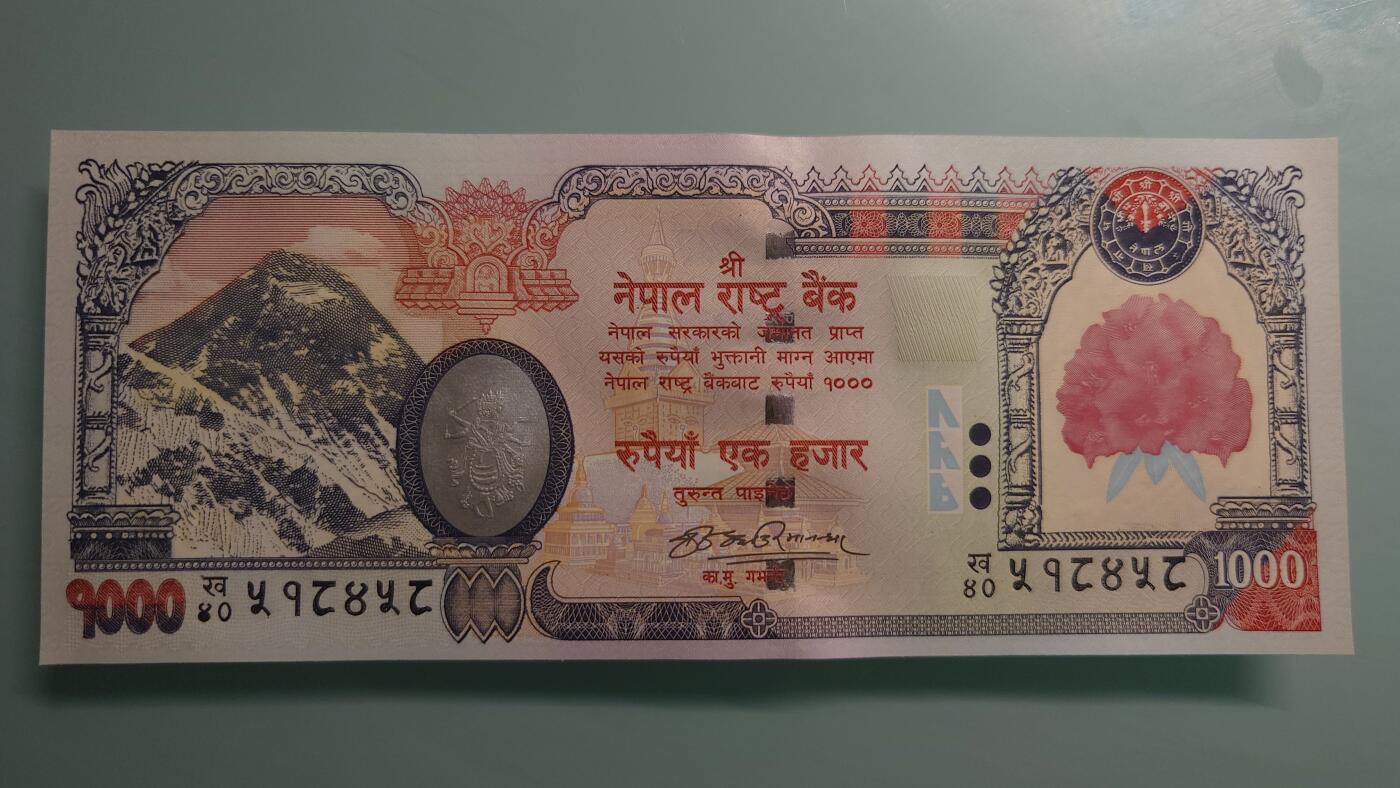 श्री
नेपाल राष्ट्र बैंक
नेपाल सरकारको जमानत प्राप्त
यसको रुपैयाँ भुक्तानी माग्न आएमा
नेपाल राष्ट्र बैंकबाट रुपैयाँ १०००
रुपैयाँ एक हजार
तुरुन्त पाइन्छ
का.मु. गभर्नर
१००० ख ४० ५१८४५८
ख ४० ५१८४५८ 1000